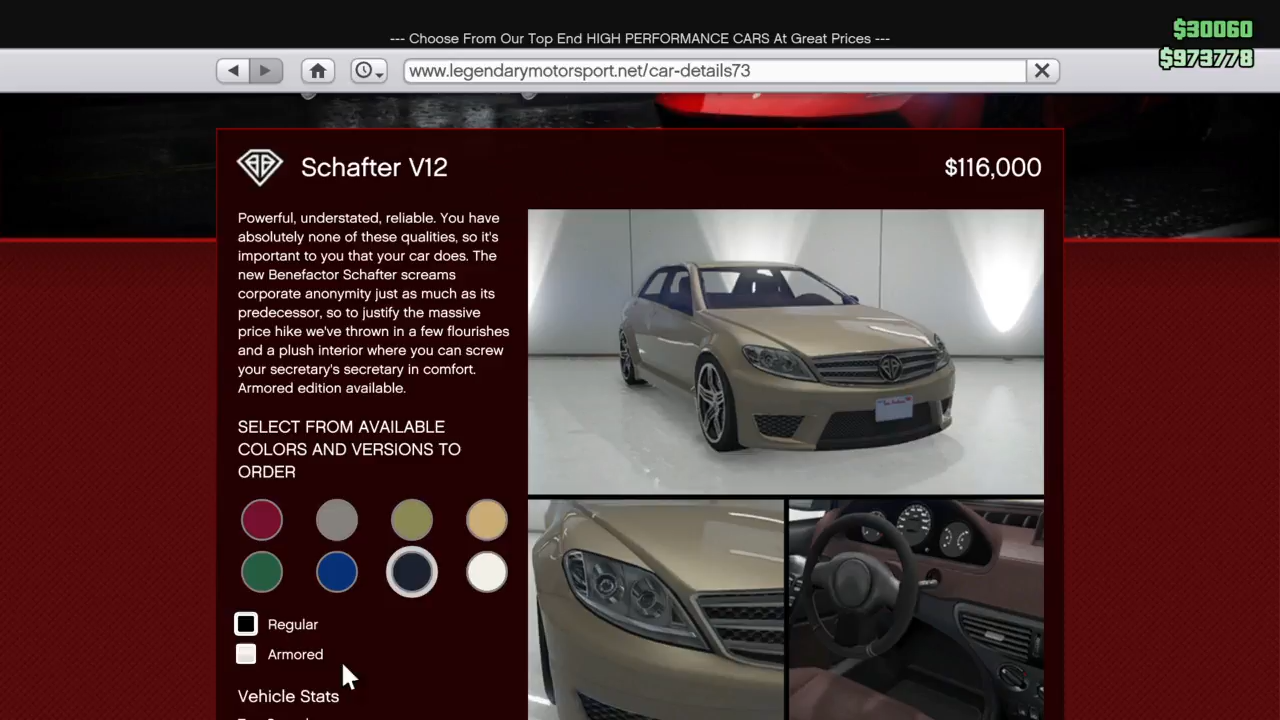 --- Choose From Our Top End HIGH PERFORMANCE CARS At Great Prices ---
$30060
$973778
www.legendarymotorsport.net/car-details73
Schafter V12
$116,000
Powerful, understated, reliable. You have
absolutely none of these qualities, so it's
important to you that your car does. The
new Benefactor Schafter screams
corporate anonymity just as much as its
predecessor, so to justify the massive
price hike we've thrown in a few flourishes
and a plush interior where you can screw
your secretary's secretary in comfort.
Armored edition available.
SELECT FROM AVAILABLE
COLORS AND VERSIONS TO
ORDER
Regular
Armored
Vehicle Stats